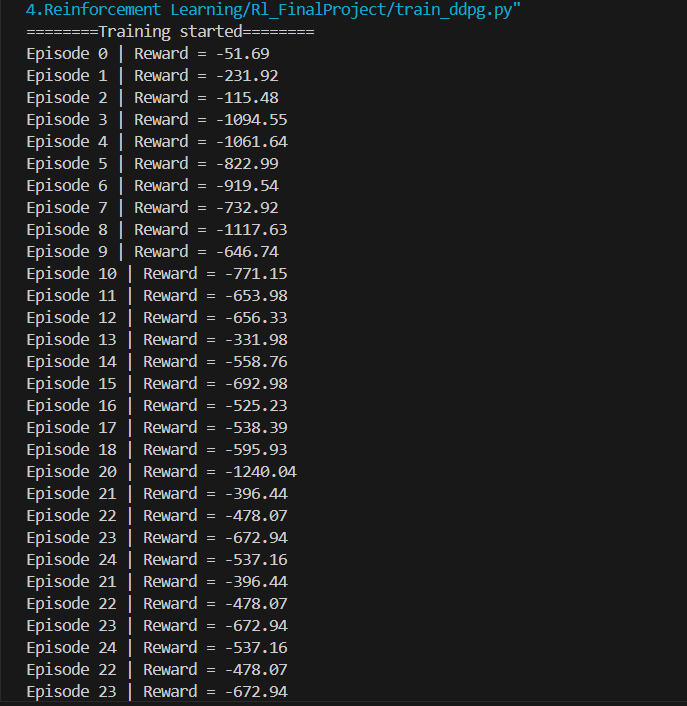 4.Reinforcement Learning/Rl_FinalProject/train_ddpg.py"
========Training started========
Episode 0 | Reward = -51.69
Episode 1 | Reward = -231.92
Episode 2 | Reward = -115.48
Episode 3 | Reward = -1094.55
Episode 4 | Reward = -1061.64
Episode 5 | Reward = -822.99
Episode 6 | Reward = -919.54
Episode 7 | Reward = -732.92
Episode 8 | Reward = -1117.63
Episode 9 | Reward = -646.74
Episode 10 | Reward = -771.15
Episode 11 | Reward = -653.98
Episode 12 | Reward = -656.33
Episode 13 | Reward = -331.98
Episode 14 | Reward = -558.76
Episode 15 | Reward = -692.98
Episode 16 | Reward = -525.23
Episode 17 | Reward = -538.39
Episode 18 | Reward = -595.93
Episode 20 | Reward = -1240.04
Episode 21 | Reward = -396.44
Episode 22 | Reward = -478.07
Episode 23 | Reward = -672.94
Episode 24 | Reward = -537.16
Episode 21 | Reward = -396.44
Episode 22 | Reward = -478.07
Episode 23 | Reward = -672.94
Episode 24 | Reward = -537.16
Episode 22 | Reward = -478.07
Episode 23 | Reward = -672.94